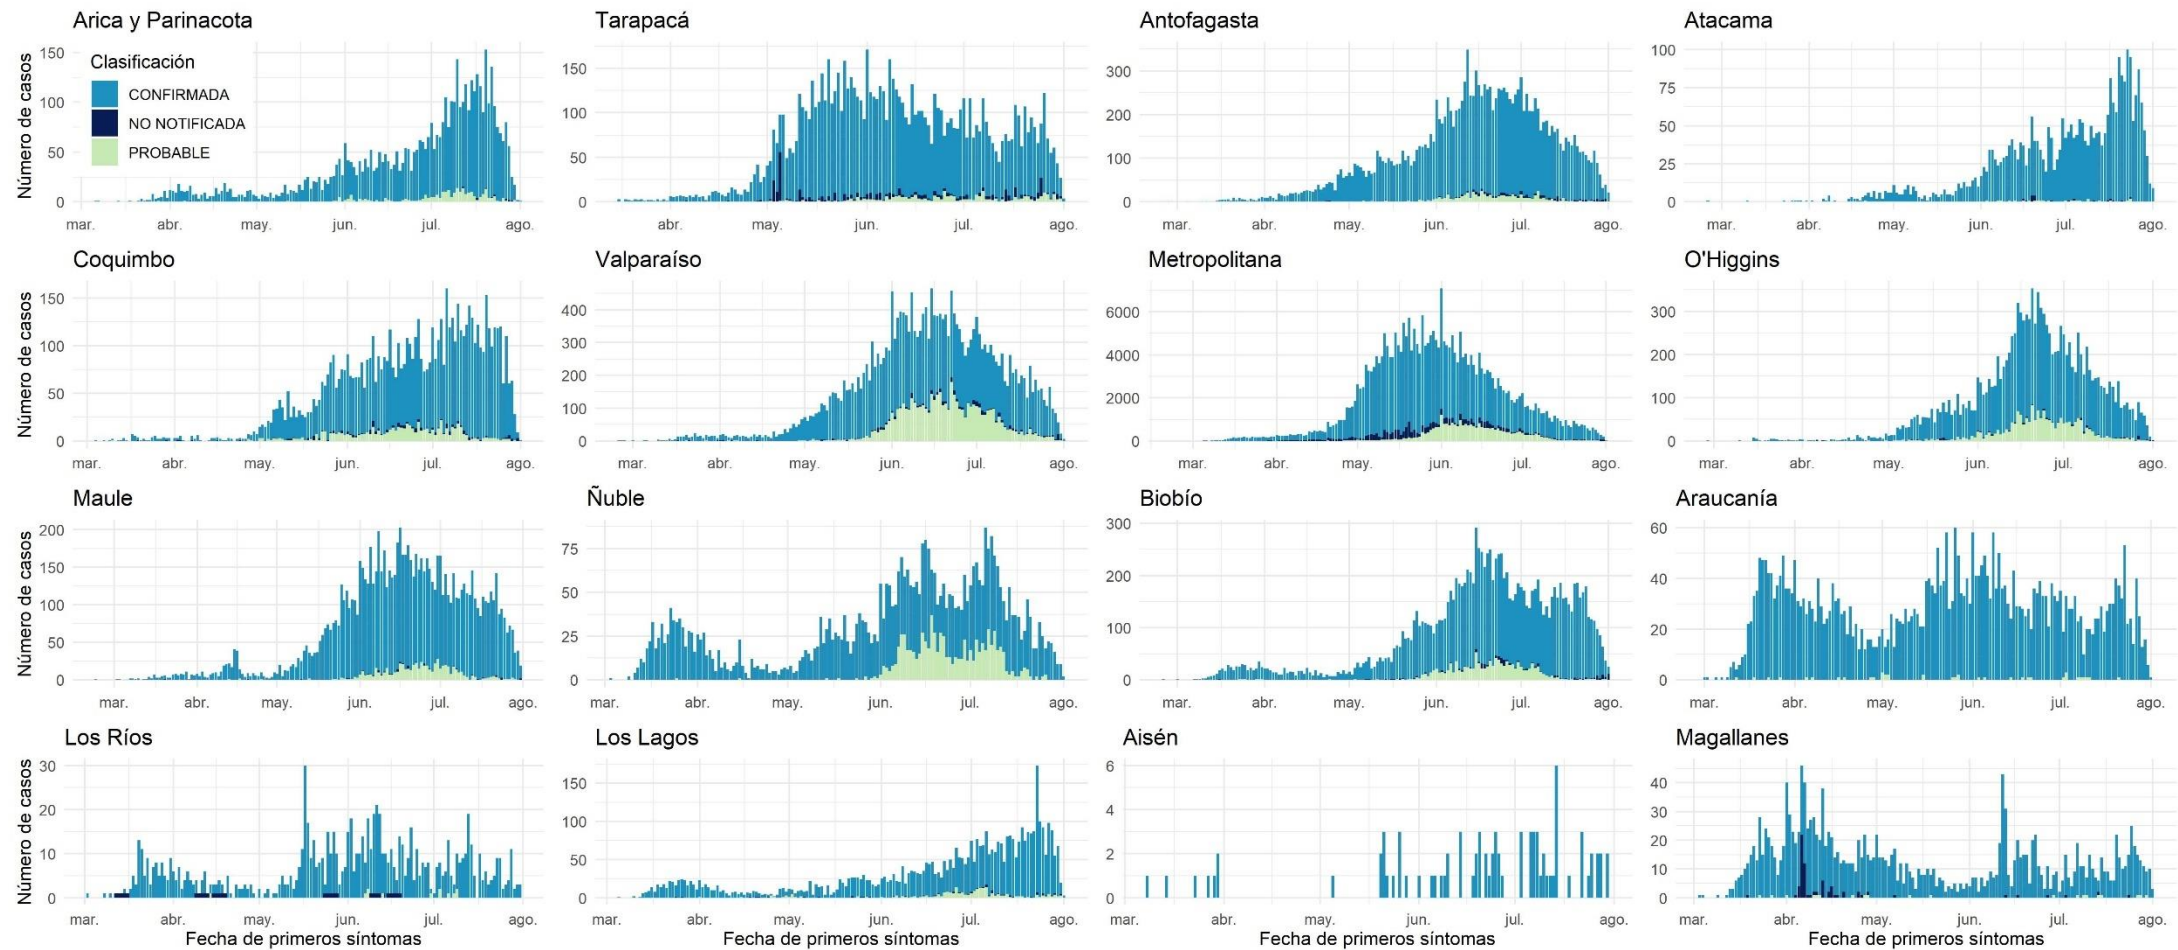 Arica y Parinacota
Número de casos
150
100
50
0
Clasificación
CONFIRMADA
NO NOTIFICADA
PROBABLE
mar. abr. may. jun. jul. ago.
Tarapacá
150
100
50
0
abr. may. jun. jul. ago.
Antofagasta
300
200
100
0
mar. abr. may. jun. jul. ago.
Atacama
100
75
50
25
0
mar. abr. may. jun. jul. ago.
Coquimbo
Número de casos
150
100
50
0
mar. abr. may. jun. jul. ago.
Valparaíso
400
300
200
100
0
mar. abr. may. jun. jul. ago.
Metropolitana
6000
4000
2000
0
mar. abr. may. jun. jul. ago.
O'Higgins
300
200
100
0
mar. abr. may. jun. jul. ago.
Maule
Número de casos
200
150
100
50
0
mar. abr. may. jun. jul. ago.
Ñuble
75
50
25
0
mar. abr. may. jun. jul. ago.
Biobío
300
200
100
0
mar. abr. may. jun. jul. ago.
Araucanía
60
40
20
0
mar. abr. may. jun. jul. ago.
Los Ríos
Número de casos
30
20
10
0
mar. abr. may. jun. jul. ago.
Fecha de primeros síntomas
Los Lagos
150
100
50
0
mar. abr. may. jun. jul. ago.
Fecha de primeros síntomas
Aisén
6
4
2
0
mar. abr. may. jun. jul. ago.
Fecha de primeros síntomas
Magallanes
40
30
20
10
0
mar. abr. may. jun. jul. ago.
Fecha de primeros síntomas